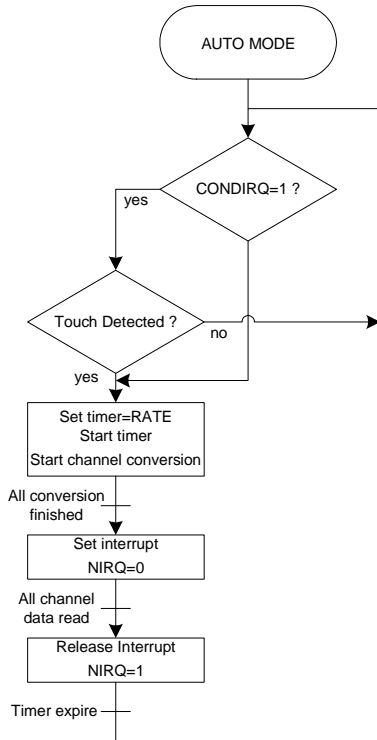 AUTO MODE
CONDIRQ=1 ?
yes
Touch Detected ?
no
yes
Set timer=RATE
Start timer
Start channel conversion
All conversion
finished
Set interrupt
NIRQ=0
All channel
data read
Release Interrupt
NIRQ=1
Timer expire